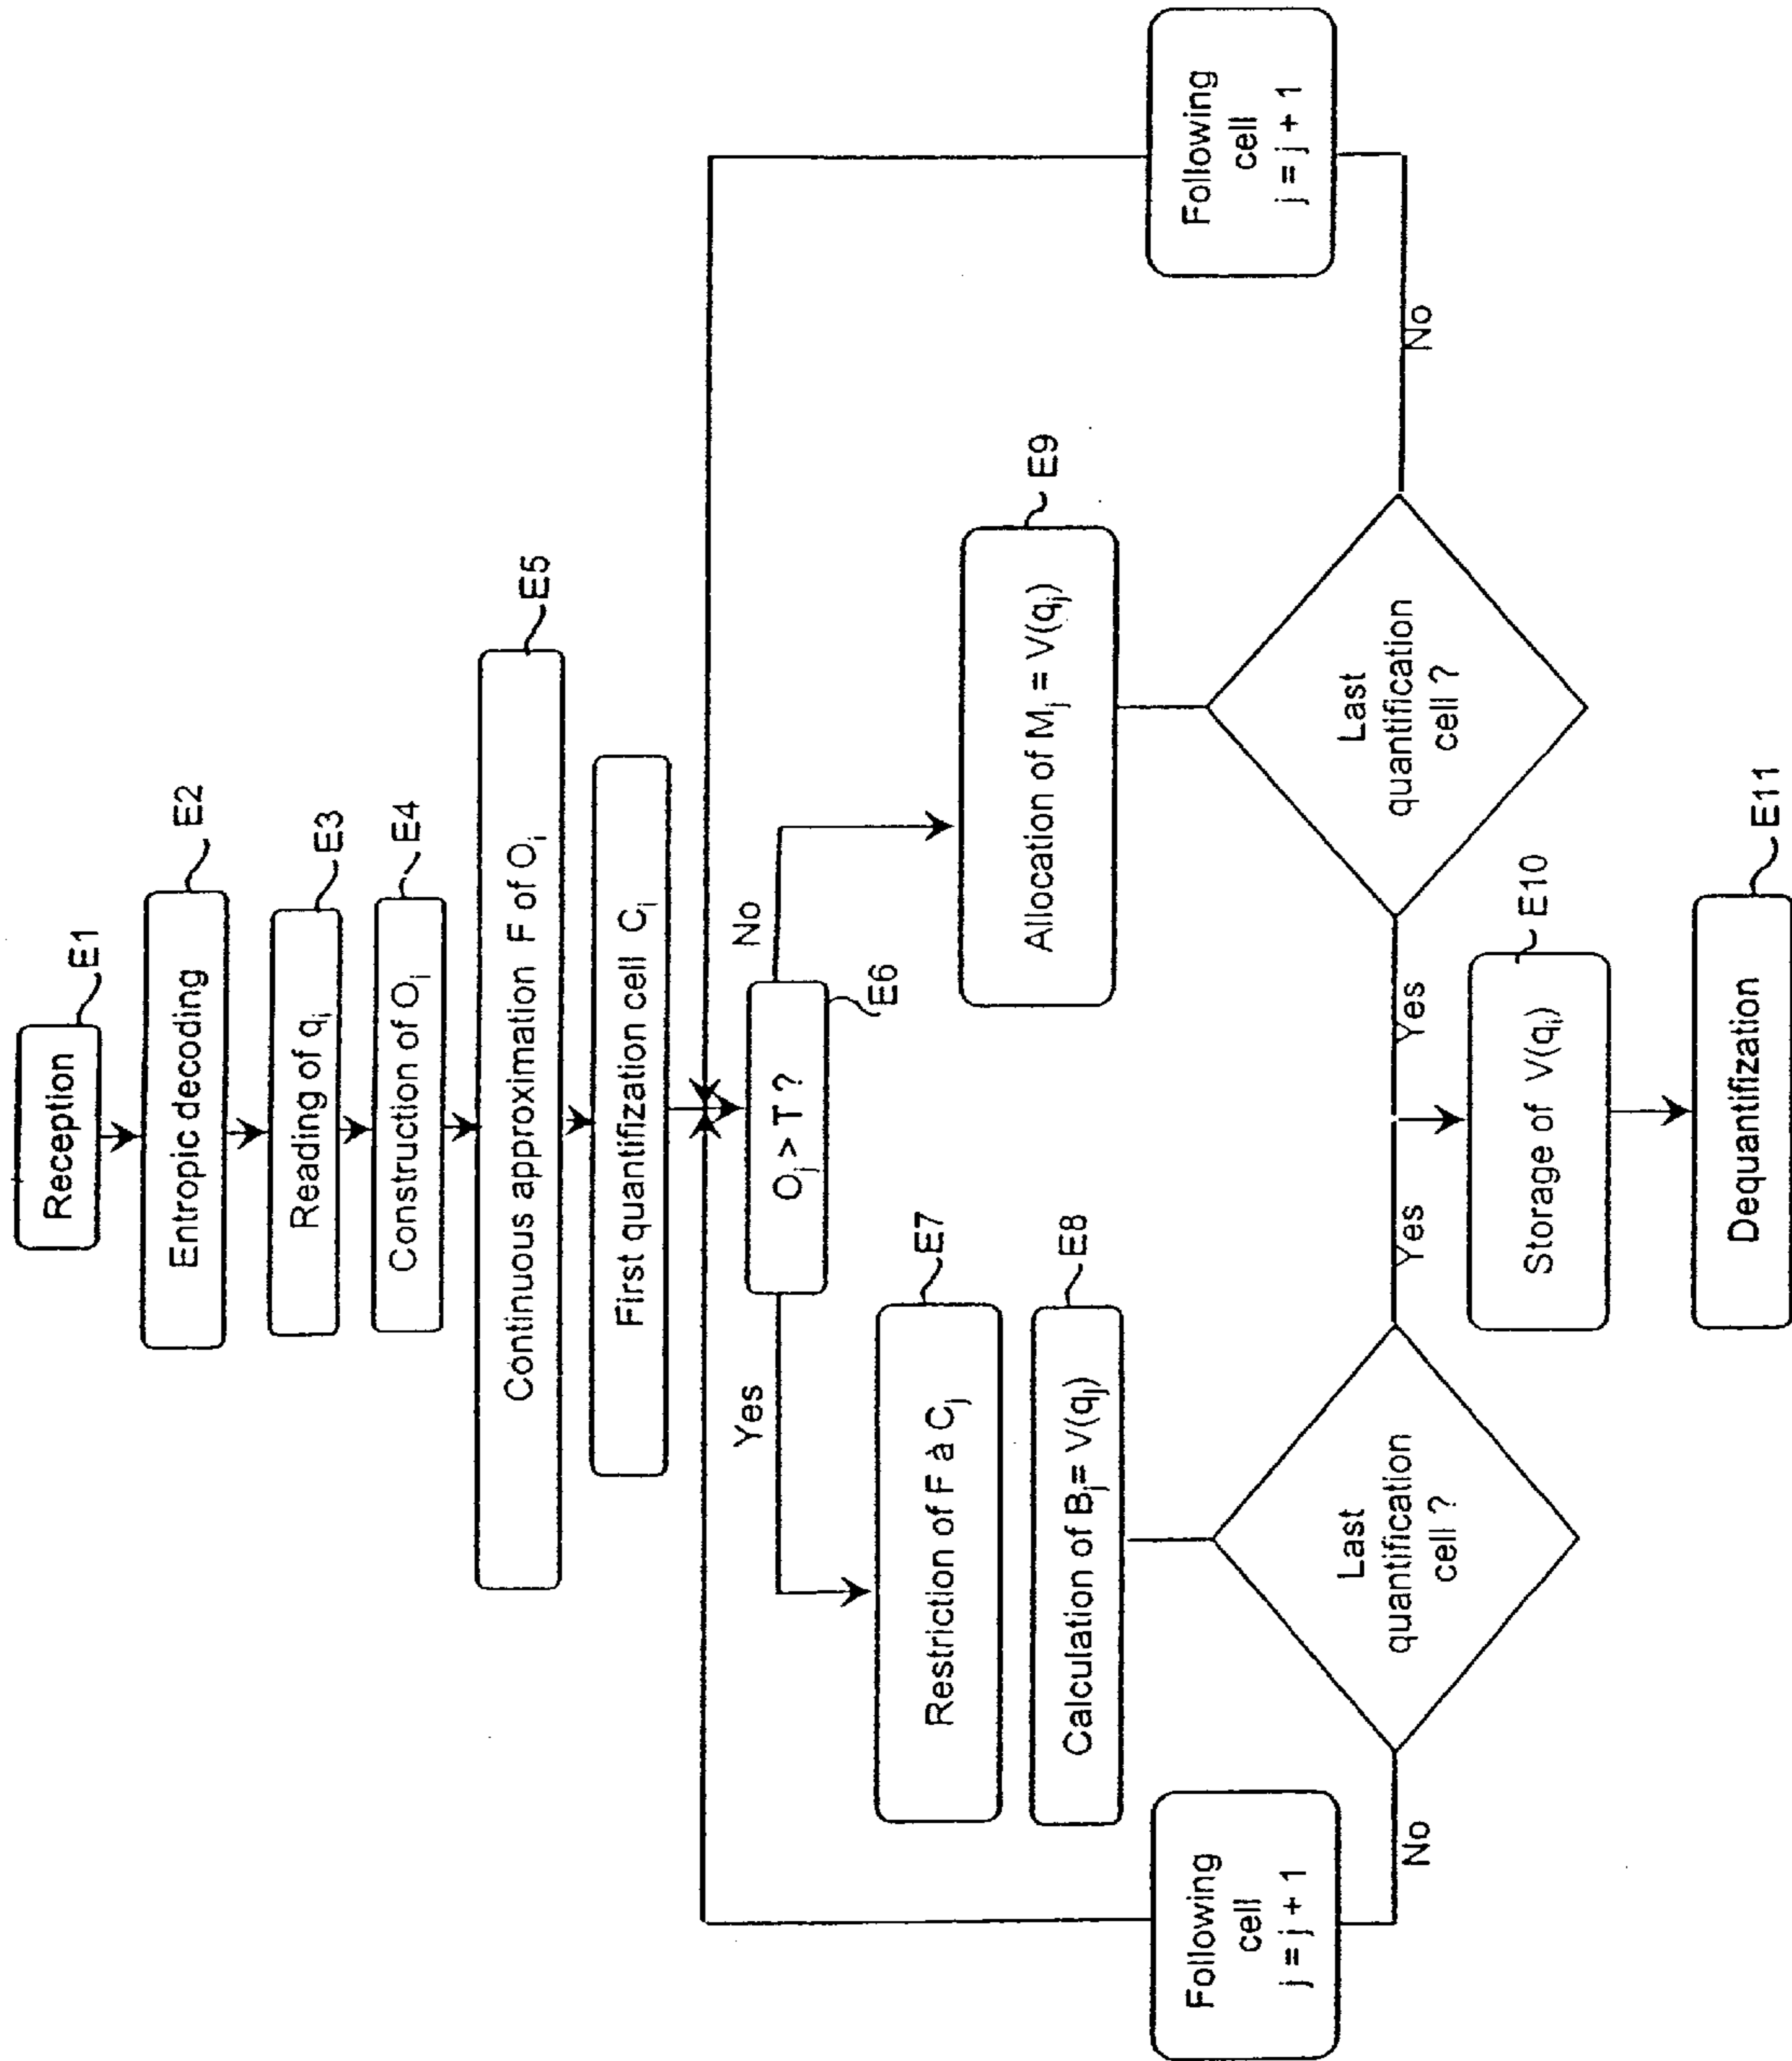 Reception
E1
Entropic decoding
E2
Reading of qi
E3
Construction of Oi
E4
Continuous approximation F of Oi
E5
First quantifization cell Ci
Oj > T ?
E6
Yes
No
Restriction of F à Cj
E7
Calculation of Bj= V(qj)
E8
Allocation of Mj = V(qj)
E9
Following
cell
j = j + 1
Following
cell
j = j + 1
Last
quantification
cell ?
Last
quantification
cell ?
No
Yes
Yes
No
Storage of V(qi)
E10
Dequantifization
E11